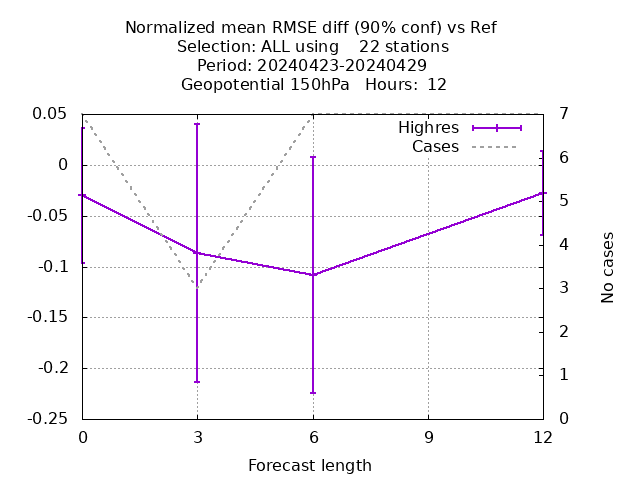 Normalized mean RMSE diff (90% conf) vs Ref
Selection: ALL using    22 stations
Period: 20240423-20240429
Geopotential 150hPa   Hours:  12
Highres
Cases
0.05
0
-0.05
-0.1
-0.15
-0.2
-0.25
7
6
5
4
3
2
1
0
No cases
0
3
6
9
12
Forecast length